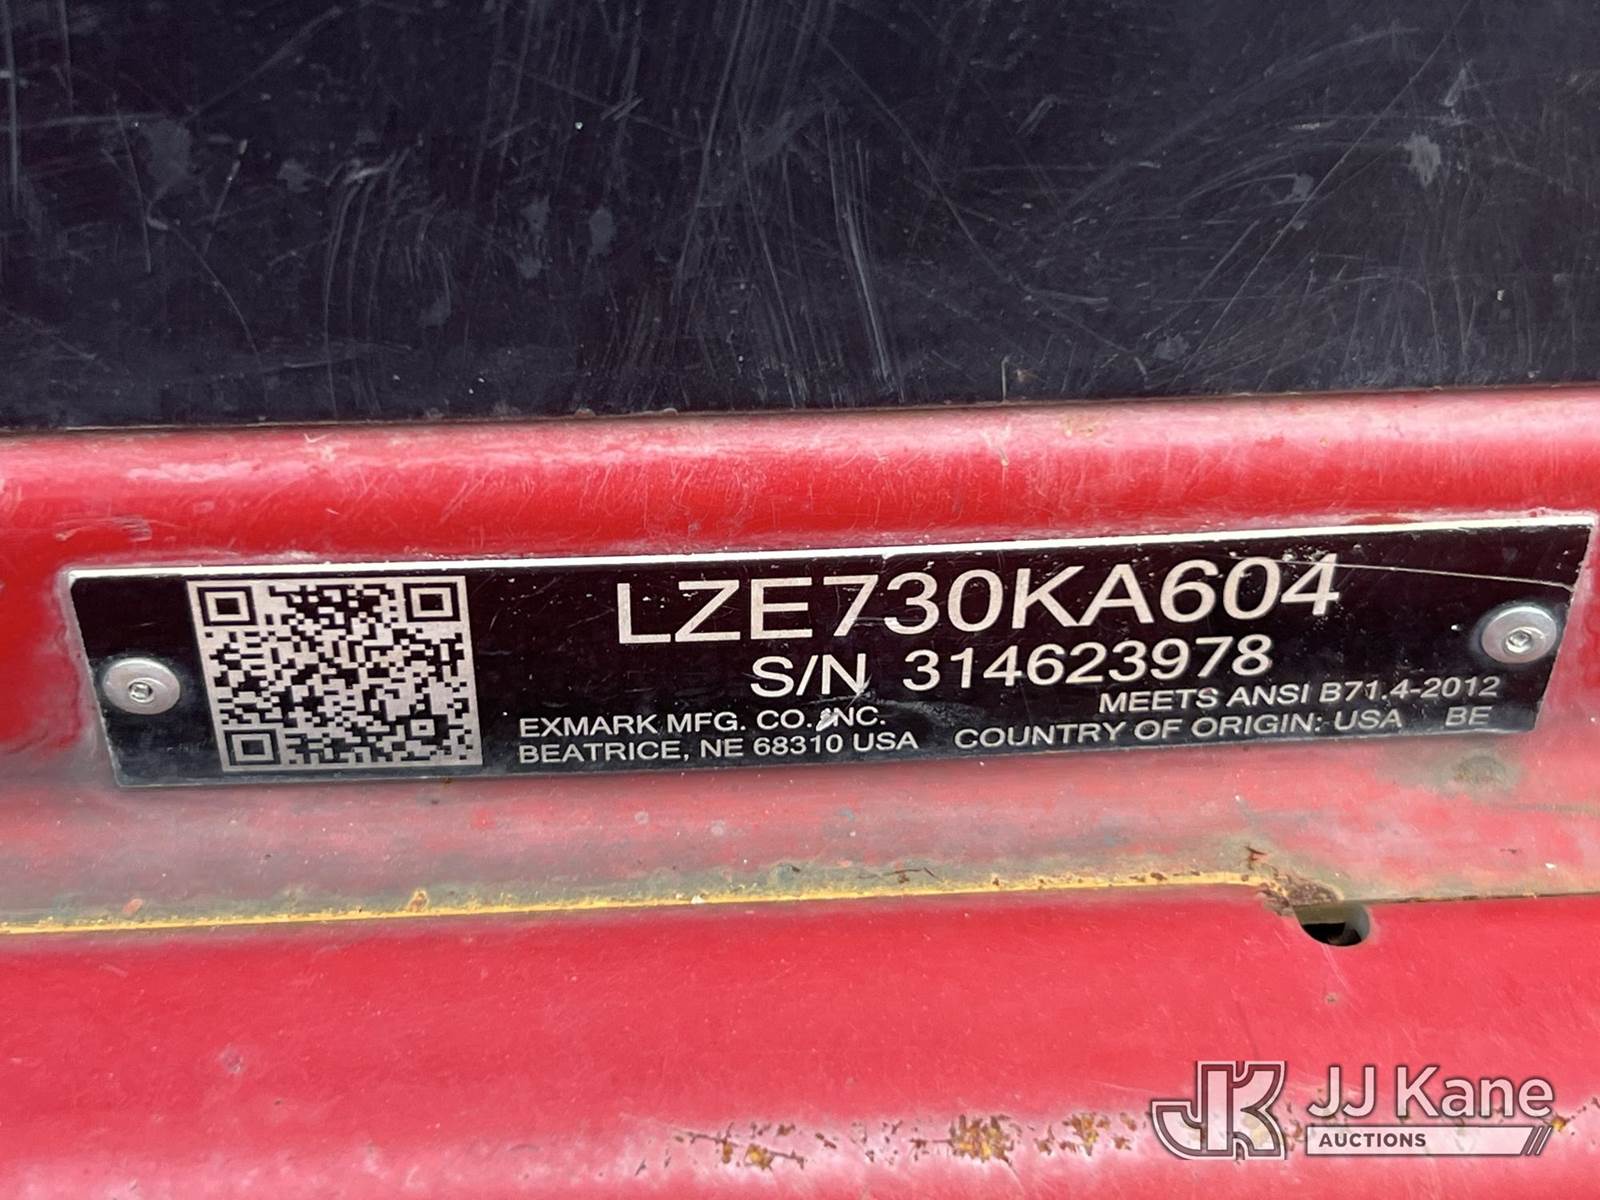 LZE730KA604
S/N 314623978
MEETS ANSI B71.4-2012
EXMARK MFG. CO. INC.
BEATRICE, NE 68310 USA
COUNTRY OF ORIGIN: USA BE
JK JJ Kane
AUCTIONS